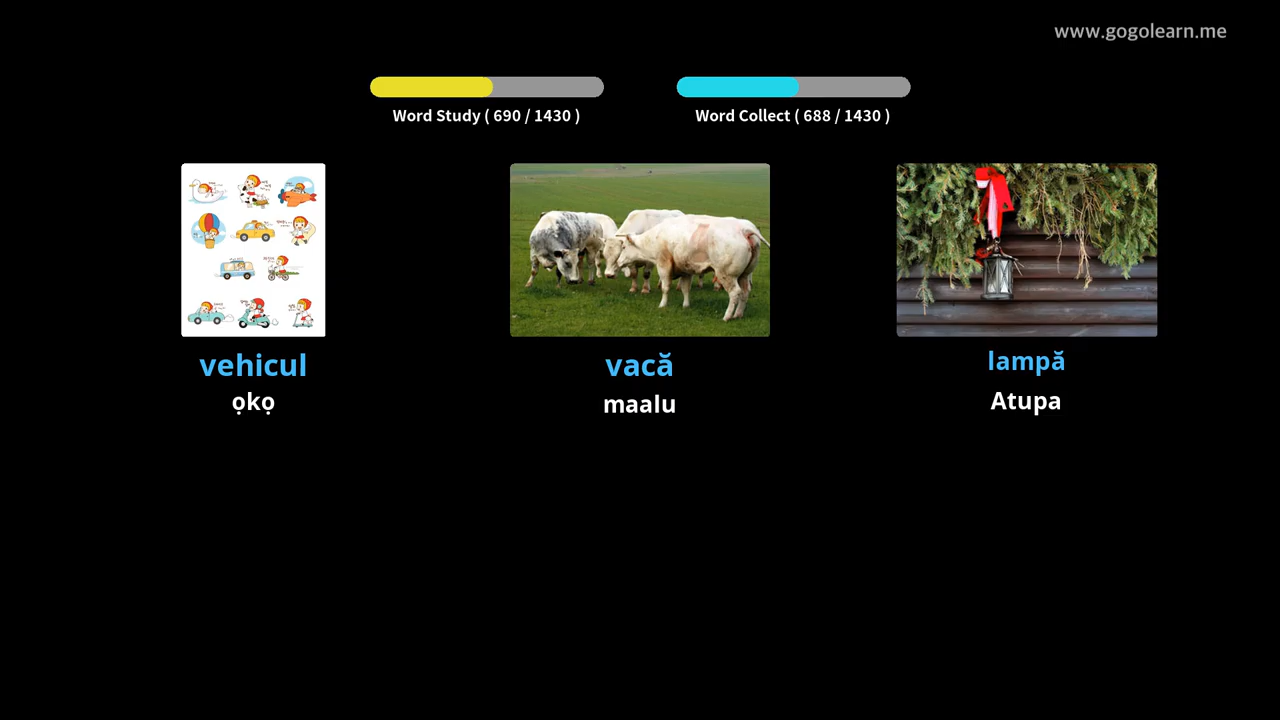 www.gogolearn.me
Word Study ( 690 / 1430 )
Word Collect ( 688 / 1430 )
vehicul
ọkọ
vacă
maalu
lampă
Atupa